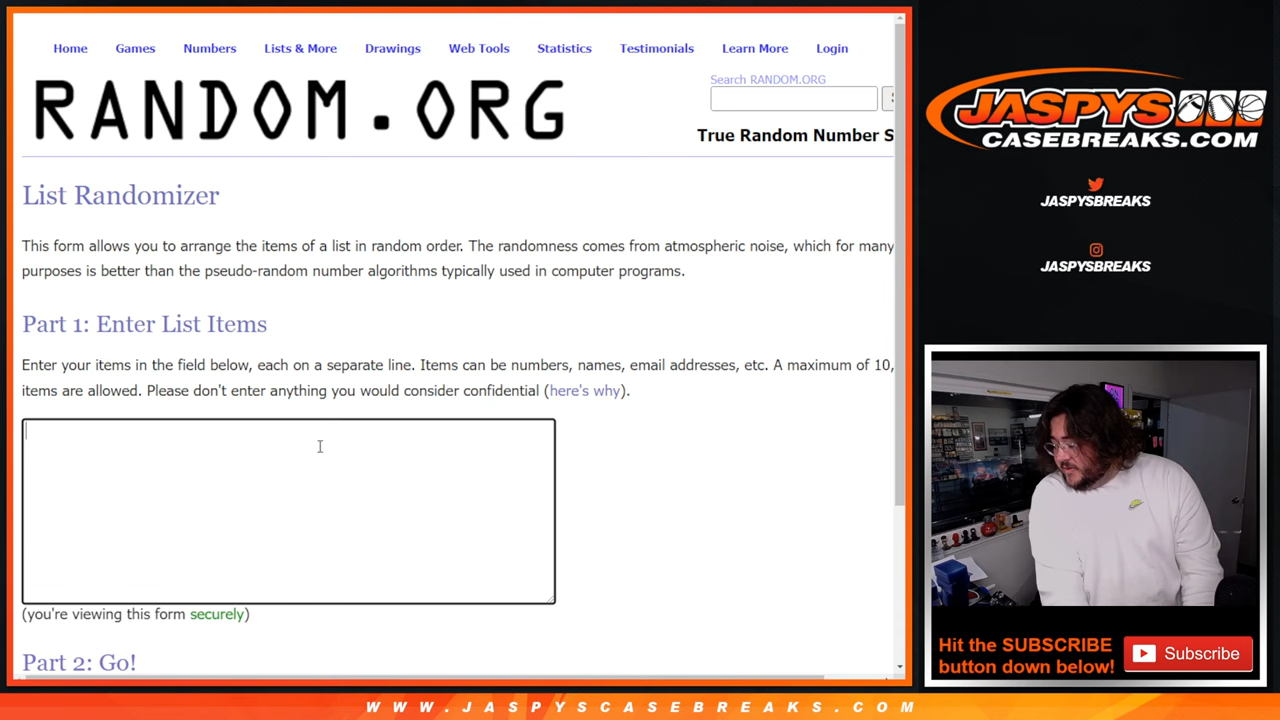 Home Games Numbers Lists & More Drawings Web Tools Statistics Testimonials Learn More Login
RANDOM.ORG
Search RANDOM.ORG
True Random Number S
List Randomizer
This form allows you to arrange the items of a list in random order. The randomness comes from atmospheric noise, which for many
purposes is better than the pseudo-random number algorithms typically used in computer programs.
Part 1: Enter List Items
Enter your items in the field below, each on a separate line. Items can be numbers, names, email addresses, etc. A maximum of 10,
items are allowed. Please don't enter anything you would consider confidential (here's why).
(you're viewing this form securely)
Part 2: Go!
JASPYS
CASEBREAKS.COM
JASPYSBREAKS
JASPYSBREAKS
Hit the SUBSCRIBE
button down below!
Subscribe
WWW.JASPYSCASEBREAKS.COM